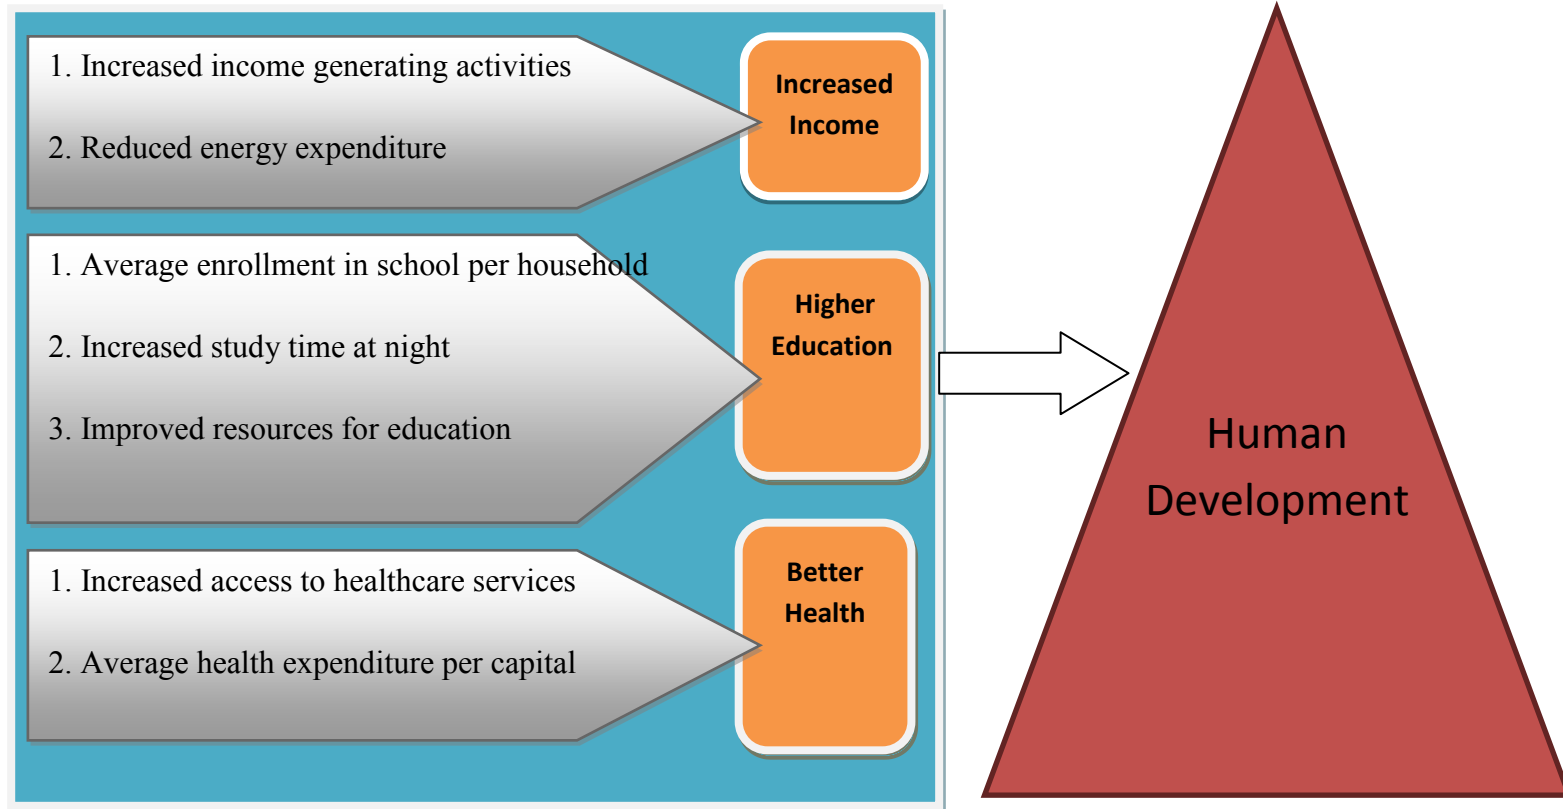 1. Increased income generating activities
2. Reduced energy expenditure
Increased
Income
1. Average enrollment in school per household
2. Increased study time at night
3. Improved resources for education
Higher
Education
1. Increased access to healthcare services
2. Average health expenditure per capital
Better
Health
Human
Development